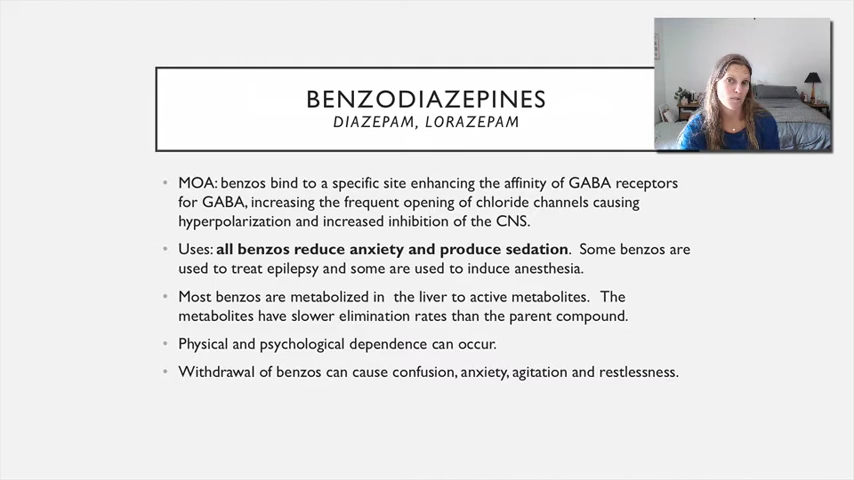 BENZODIAZEPINES
DIAZEPAM, LORAZEPAM
• MOA: benzos bind to a specific site enhancing the affinity of GABA receptors
for GABA, increasing the frequent opening of chloride channels causing
hyperpolarization and increased inhibition of the CNS.
• Uses: all benzos reduce anxiety and produce sedation. Some benzos are
used to treat epilepsy and some are used to induce anesthesia.
• Most benzos are metabolized in the liver to active metabolites. The
metabolites have slower elimination rates than the parent compound.
• Physical and psychological dependence can occur.
• Withdrawal of benzos can cause confusion, anxiety, agitation and restlessness.